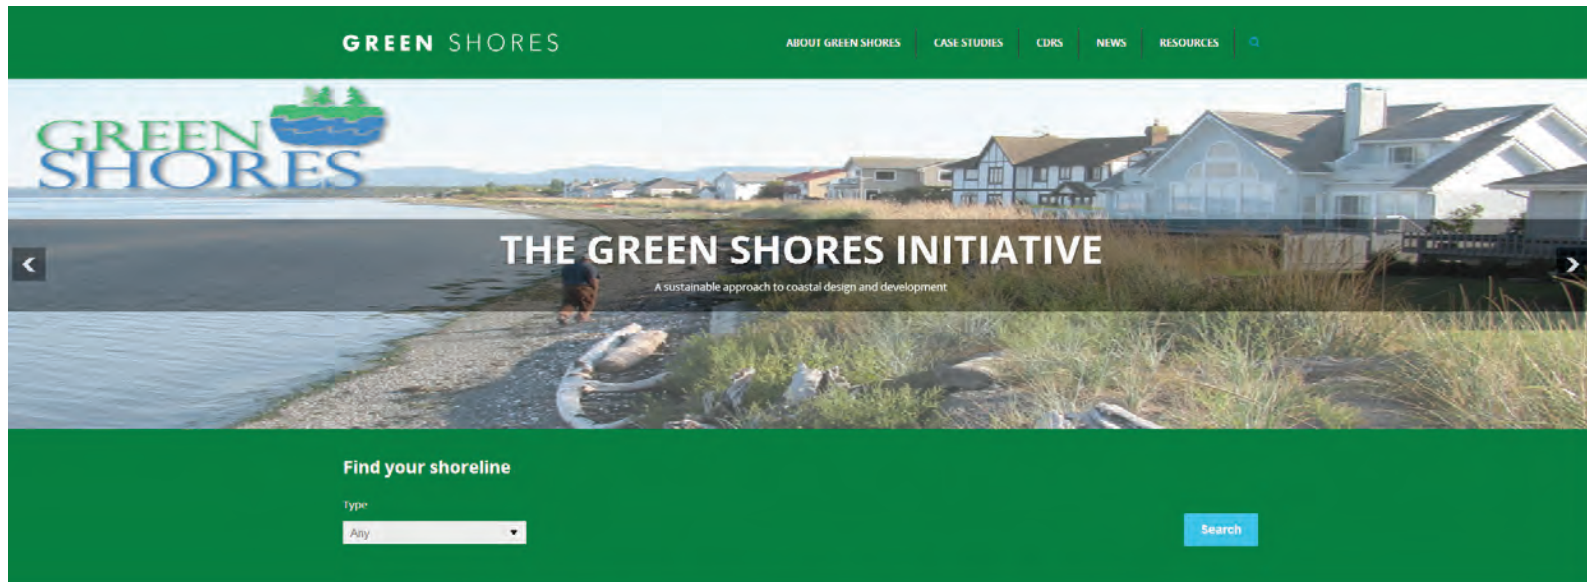 GREEN SHORES
ABOUT GREEN SHORES
CASE STUDIES
CDRS
NEWS
RESOURCES
GREEN
SHORES
THE GREEN SHORES INITIATIVE
A sustainable approach to coastal design and development
Find your shoreline
Type
Any
Search